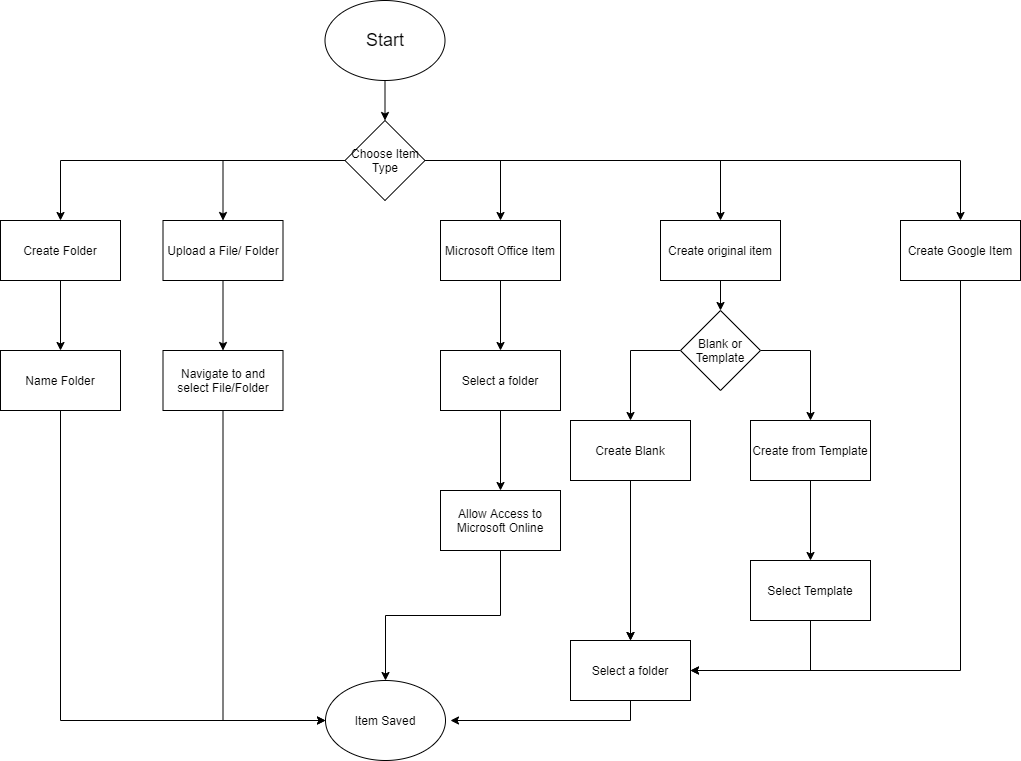 Start
Choose Item
Type
Create Folder
Upload a File/ Folder
Microsoft Office Item
Create original item
Create Google Item
Blank or
Template
Name Folder
Navigate to and
select File/Folder
Select a folder
Create Blank
Create from Template
Allow Access to
Microsoft Online
Select Template
Select a folder
Item Saved